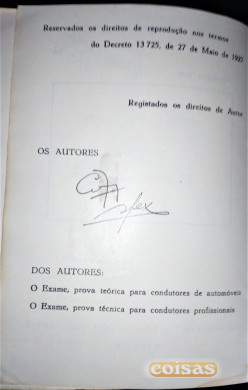 Reservados os direitos de reprodução nos termos
do Decreto 13 725, de 27 de Maio de 1927
Registados os direitos de Autor
OS AUTORES
DOS AUTORES:
O Exame, prova teórica para condutores de automóveis
O Exame, prova técnica para condutores profissionais
coisas